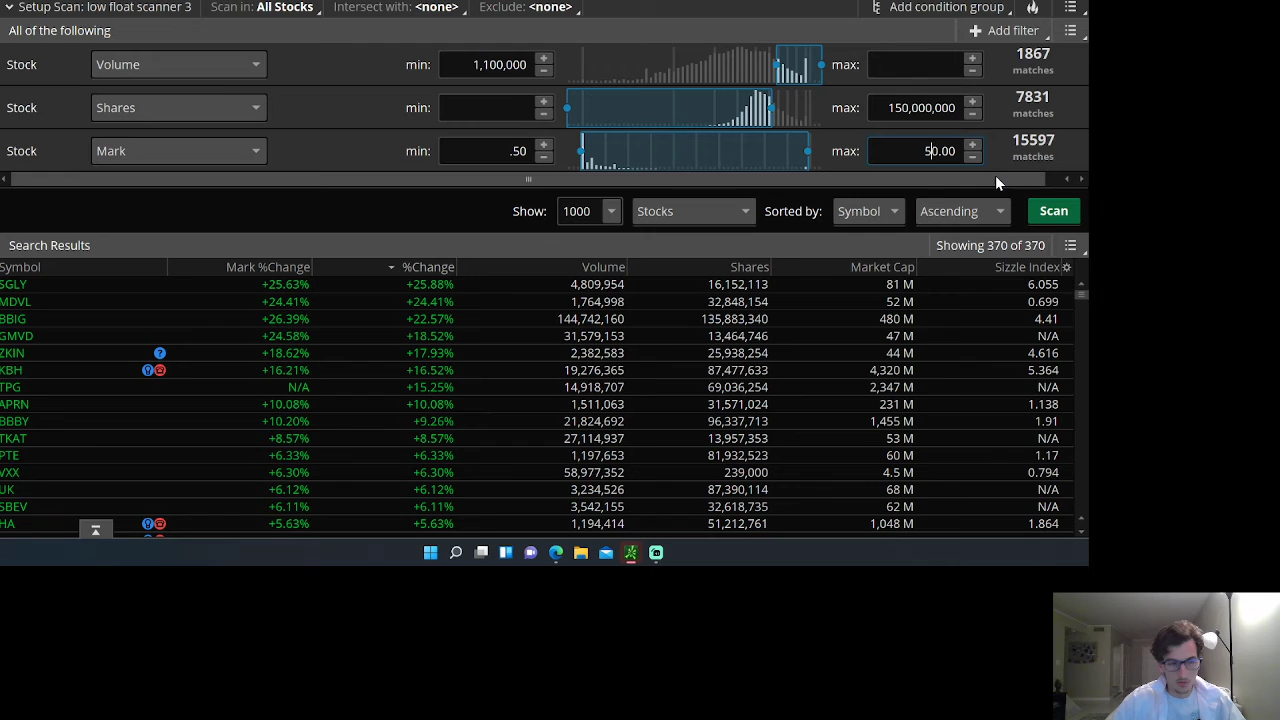 Setup Scan: low float scanner 3 Scan in: All Stocks Intersect with: <none> Exclude: <none> Add condition group
All of the following Add filter
Stock Volume min: 1,100,000 max: 1867 matches
Stock Shares min: max: 150,000,000 7831 matches
Stock Mark min: .50 max: 50.00 15597 matches
Show: 1000 Stocks Sorted by: Symbol Ascending Scan
Search Results Showing 370 of 370
Symbol Mark %Change %Change Volume Shares Market Cap Sizzle Index
SGLY +25.63% +25.88% 4,809,954 16,152,113 81 M 6.055
MDVL +24.41% +24.41% 1,764,998 32,848,154 52 M 0.699
BBIG +26.39% +22.57% 144,742,160 135,883,340 480 M 4.41
GMVD +24.58% +18.52% 31,579,153 13,464,746 47 M N/A
ZKIN +18.62% +17.93% 2,382,583 25,938,254 44 M 4.616
KBH +16.21% +16.52% 19,276,365 87,477,633 4,320 M 5.364
TPG N/A +15.25% 14,918,707 69,036,254 2,347 M N/A
APRN +10.08% +10.08% 1,511,063 31,571,024 231 M 1.138
BBBY +10.20% +9.26% 21,824,692 96,337,713 1,455 M 1.91
TKAT +8.57% +8.57% 27,114,937 13,957,353 53 M N/A
PTE +6.33% +6.33% 1,197,653 81,932,523 60 M 1.17
VXX +6.30% +6.30% 58,977,352 239,000 4.5 M 0.794
UK +6.12% +6.12% 3,234,526 87,390,114 68 M N/A
SBEV +6.11% +6.11% 3,542,155 32,618,735 62 M N/A
HA +5.63% +5.63% 1,194,414 51,212,761 1,048 M 1.864